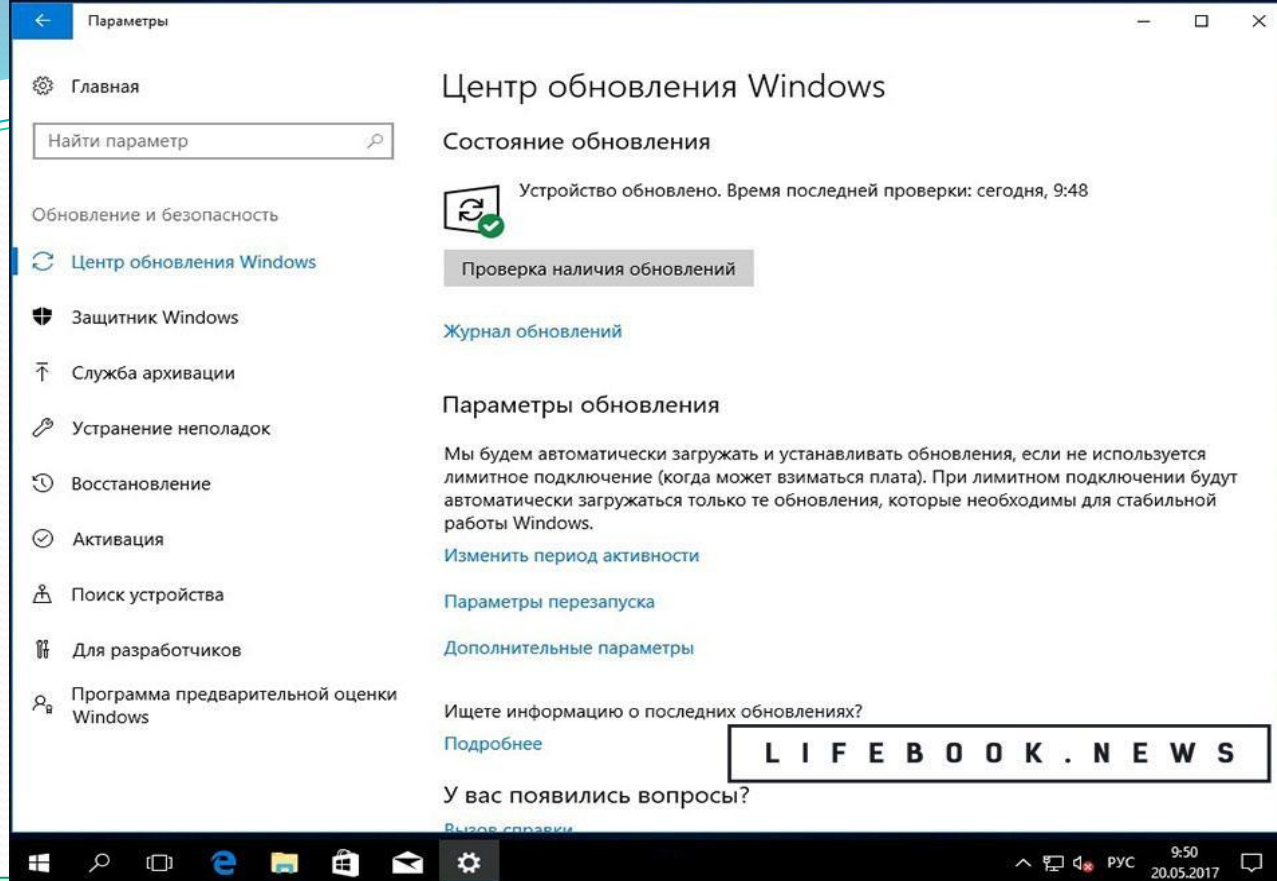 Параметры
Главная
Найти параметр
Обновление и безопасность
Центр обновления Windows
Защитник Windows
Служба архивации
Устранение неполадок
Восстановление
Активация
Поиск устройства
Для разработчиков
Программа предварительной оценки
Windows
Центр обновления Windows
Состояние обновления
Устройство обновлено. Время последней проверки: сегодня, 9:48
Проверка наличия обновлений
Журнал обновлений
Параметры обновления
Мы будем автоматически загружать и устанавливать обновления, если не используется
лимитное подключение (когда может взиматься плата). При лимитном подключении будут
автоматически загружаться только те обновления, которые необходимы для стабильной
работы Windows.
Изменить период активности
Параметры перезапуска
Дополнительные параметры
Ищете информацию о последних обновлениях?
Подробнее
LIFEBOOK.NEWS
У вас появились вопросы?
Вызов справки
РУС
9:50
20.05.2017